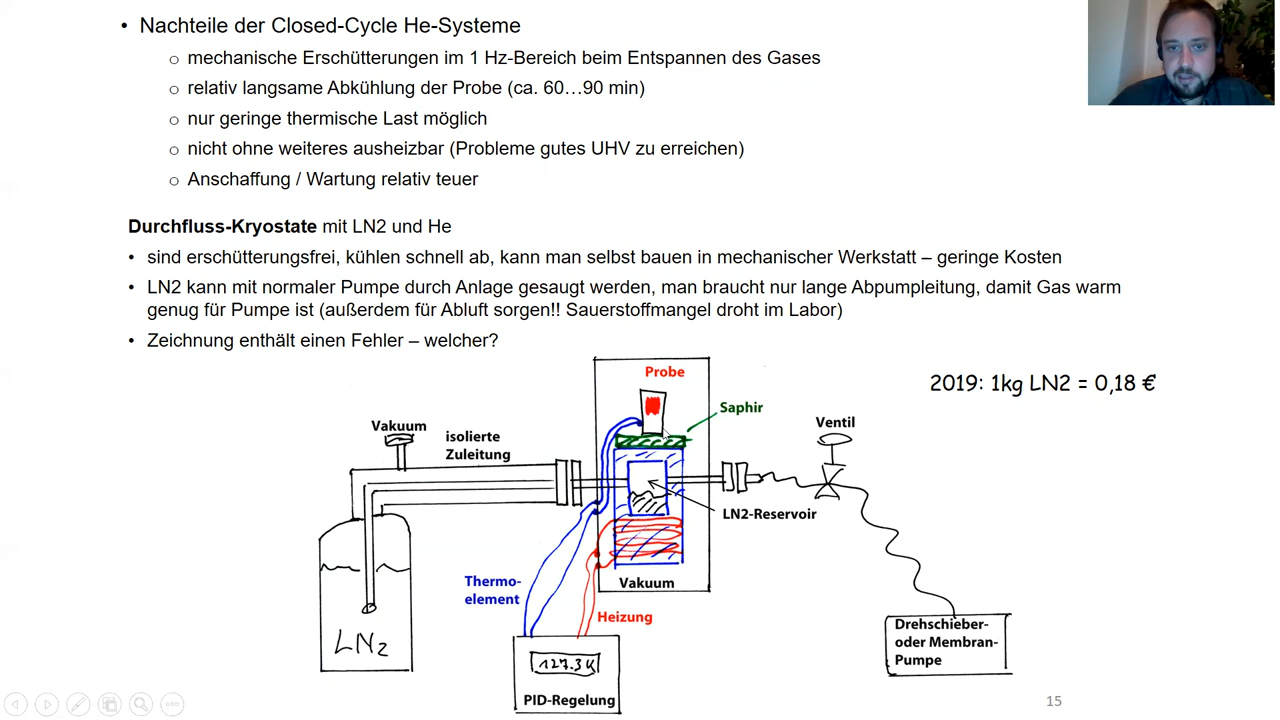 • Nachteile der Closed-Cycle He-Systeme
o mechanische Erschütterungen im 1 Hz-Bereich beim Entspannen des Gases
o relativ langsame Abkühlung der Probe (ca. 60…90 min)
o nur geringe thermische Last möglich
o nicht ohne weiteres ausheizbar (Probleme gutes UHV zu erreichen)
o Anschaffung / Wartung relativ teuer
Durchfluss-Kryostate mit LN2 und He
• sind erschütterungsfrei, kühlen schnell ab, kann man selbst bauen in mechanischer Werkstatt – geringe Kosten
• LN2 kann mit normaler Pumpe durch Anlage gesaugt werden, man braucht nur lange Abpumpleitung, damit Gas warm
genug für Pumpe ist (außerdem für Abluft sorgen!! Sauerstoffmangel droht im Labor)
• Zeichnung enthält einen Fehler – welcher?
2019: 1kg LN2 = 0,18 €
Probe
Saphir
Ventil
Vakuum
isolierte
Zuleitung
LN2-Reservoir
Thermo-
element
Vakuum
Heizung
LN2
127.3K
PID-Regelung
Drehschieber-
oder Membran-
Pumpe
15